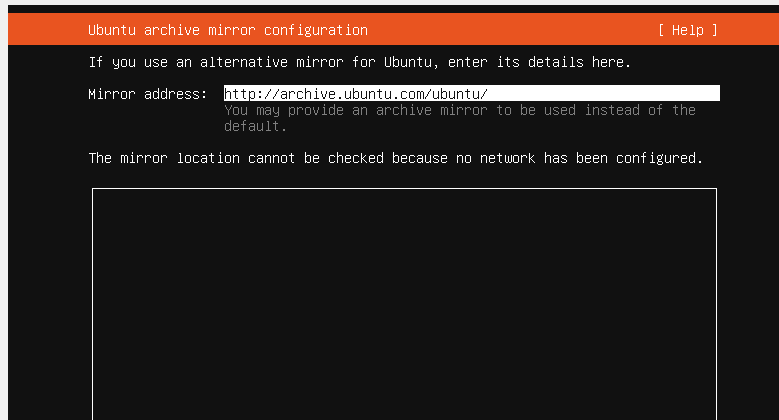 Ubuntu archive mirror configuration [ Help ]
If you use an alternative mirror for Ubuntu, enter its details here.
Mirror address: http://archive.ubuntu.com/ubuntu/
You may provide an archive mirror to be used instead of the
default.
The mirror location cannot be checked because no network has been configured.